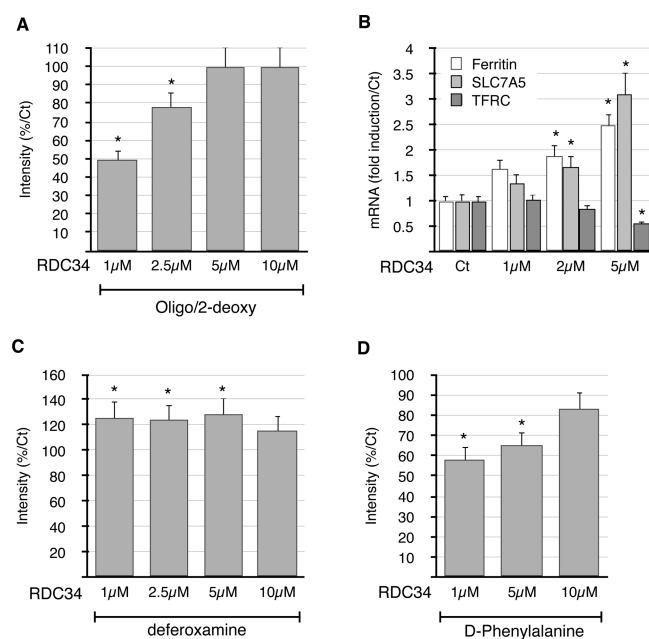 A
Intensity (%/Ct)
110
100
90
80
70
60
50
40
30
20
10
* *
RDC34 1µM 2.5µM 5µM 10µM
Oligo/2-deoxy
B
mRNA (fold induction/Ct)
4
3.5
3
2.5
2
1.5
1
0.5
Ferritin
SLC7A5
TFRC
* * * * *
RDC34 Ct 1µM 2µM 5µM
C
Intensity (%/Ct)
160
140
120
100
80
60
40
20
* * *
RDC34 1µM 2.5µM 5µM 10µM
deferoxamine
D
Intensity (%/Ct)
100
90
80
70
60
50
40
30
20
10
* *
RDC34 1µM 5µM 10µM
D-Phenylalanine